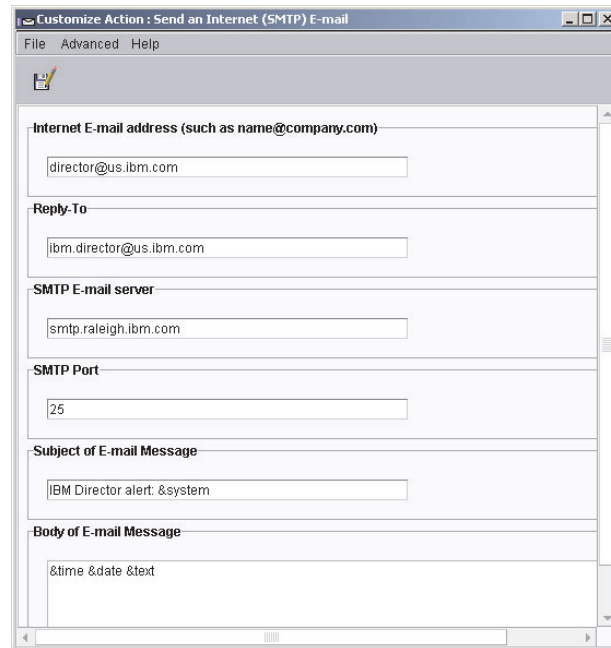 Customize Action : Send an Internet (SMTP) E-mail
File Advanced Help
Internet E-mail address (such as name@company.com)
director@us.ibm.com
Reply-To
ibm.director@us.ibm.com
SMTP E-mail server
smtp.raleigh.ibm.com
SMTP Port
25
Subject of E-mail Message
IBM Director alert: &system
Body of E-mail Message
&time &date &text